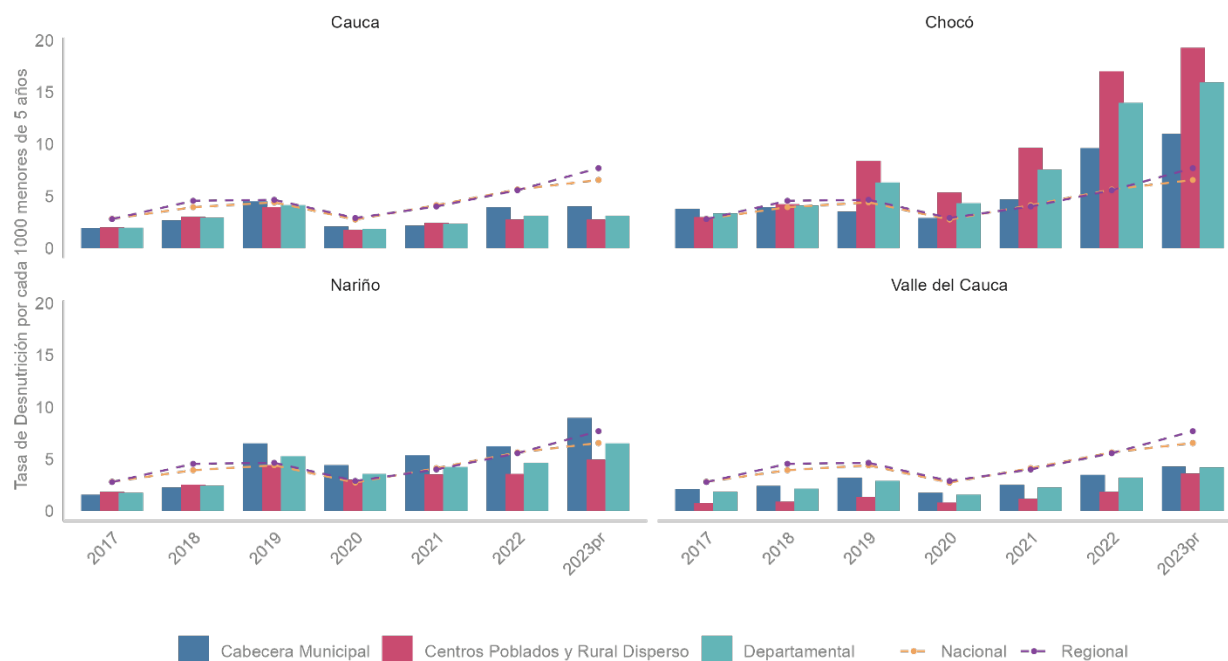 Cauca
Chocó
Tasa de Desnutrición por cada 1000 menores de 5 años
20
15
10
5
0
Nariño
Valle del Cauca
20
15
10
5
0
2017
2018
2019
2020
2021
2022
2023pr
2017
2018
2019
2020
2021
2022
2023pr
Cabecera Municipal
Centros Poblados y Rural Disperso
Departamental
Nacional
Regional